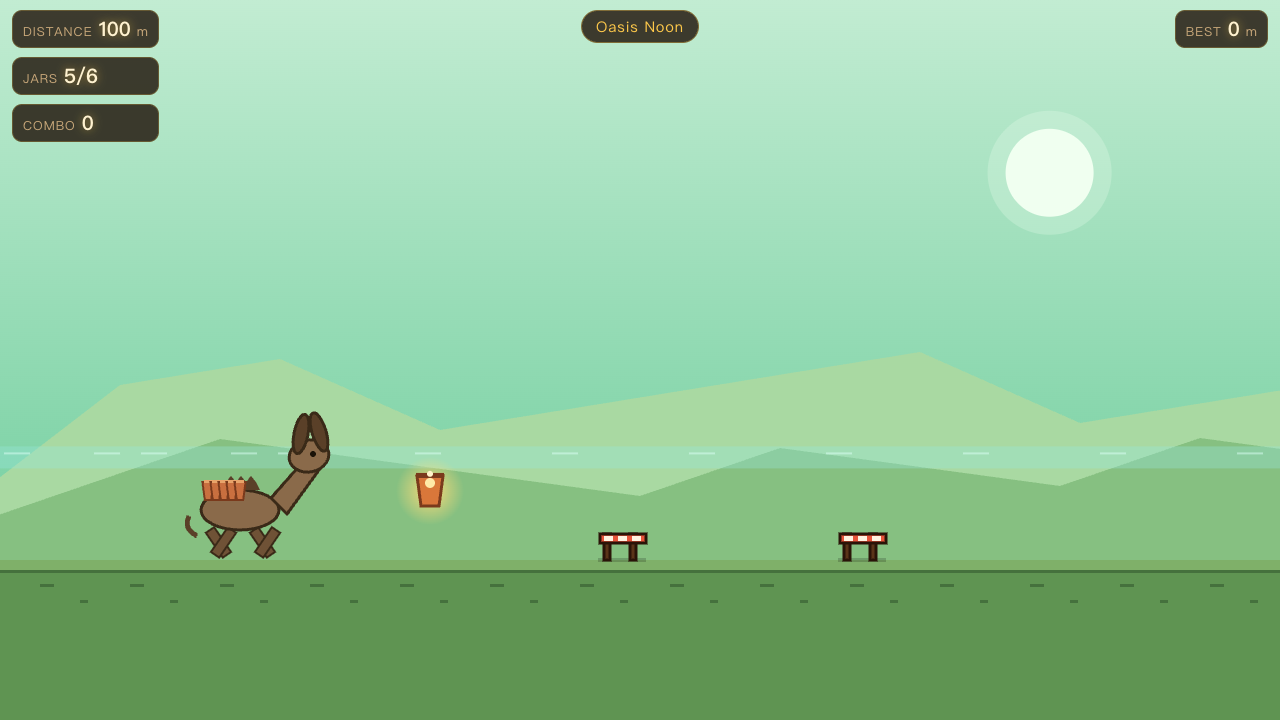 DISTANCE 100 m
JARS 5/6
COMBO 0
Oasis Noon
BEST 0 m